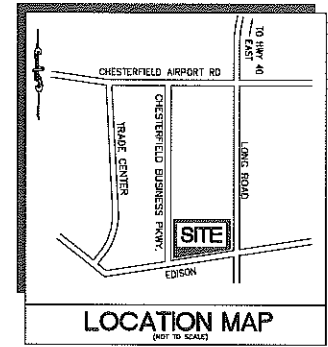 TO HWY 40
EAST
CHESTERFIELD AIRPORT RD
TRADE CENTER
CHESTERFIELD BUSINESS PKWY.
LONG ROAD
SITE
EDISON
LOCATION MAP
(NOT TO SCALE)